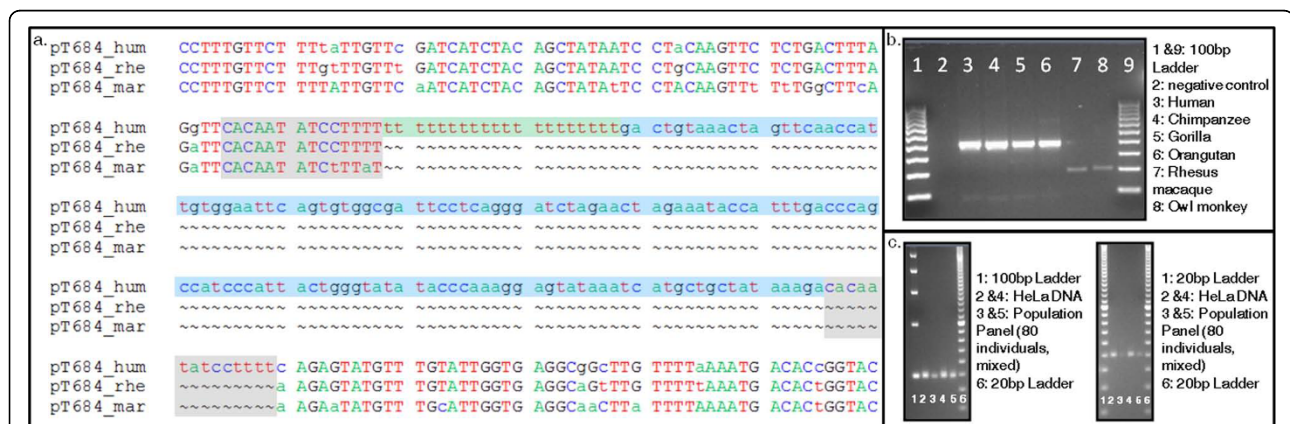 a.
pT684_hum CCTTTGTTCT TTtaTTGTTc GATCATCTAC AGCTATAATC CCTaCAAGTTC TCTGACTTTA
pT684_rhe CCTTTGTTCT TTgtTTGTTt GATCATCTAC AGCTATAATC CCTgCAAGTTC TCTGACTTTA
pT684_mar CCTTTGTTCT TTTATTGTTC aATCATCTAC AGCTATAtTC CCTACAAGTTt TtTGgCTTcA
pT684_hum GgTTCACAAT ATCCTTTTtt tttttttttt ttttttttga ctgtaaacta gttcaaccat
pT684_rhe GaTTCACAAT ATCCTTTT~~ ~~~~~~~~~~ ~~~~~~~~~~ ~~~~~~~~~~ ~~~~~~~~~~
pT684_mar GaTTCACAAT ATCtTTaT~~ ~~~~~~~~~~ ~~~~~~~~~~ ~~~~~~~~~~ ~~~~~~~~~~
pT684_hum tgtggaattc agtgtggcga ttcctcaggg atctagaact agaaatacca tttgacccag
pT684_rhe ~~~~~~~~~~ ~~~~~~~~~~ ~~~~~~~~~~ ~~~~~~~~~~ ~~~~~~~~~~ ~~~~~~~~~~
pT684_mar ~~~~~~~~~~ ~~~~~~~~~~ ~~~~~~~~~~ ~~~~~~~~~~ ~~~~~~~~~~ ~~~~~~~~~~
pT684_hum ccatcccatt actgggtata tacccaaagg agtataaatc atgctgctat aaagacacaa
pT684_rhe ~~~~~~~~~~ ~~~~~~~~~~ ~~~~~~~~~~ ~~~~~~~~~~ ~~~~~~~~~~ ~~~~~~~~~~
pT684_mar ~~~~~~~~~~ ~~~~~~~~~~ ~~~~~~~~~~ ~~~~~~~~~~ ~~~~~~~~~~ ~~~~~~~~~~
pT684_hum tatccttttc AGAGTATGTT TGTATTGGTG AGGCggcTTG TTTTaAAATG ACACcGGTAC
pT684_rhe ~~~~~~~~~a AGAGTATGTT TGTATTGGTG AGGCagtTTG TTTTtAAATG ACACtGGTAC
pT684_mar ~~~~~~~~~a AGAaTATGTT TGcATTGGTG AGGCaaCTTa TTTTAAAATG ACACtGGTAC
b.
1 2 3 4 5 6 7 8 9
1 &9: 100bp
Ladder
2: negative control
3: Human
4: Chimpanzee
5: Gorilla
6: Orangutan
7: Rhesus
macaque
8: Owl monkey
c.
1 2 3 4 5 6
1: 100bp Ladder
2 &4: HeLa DNA
3 &5: Population
Panel (80
individuals,
mixed)
6: 20bp Ladder
1 2 3 4 5 6
1: 20bp Ladder
2 &4: HeLa DNA
3 &5: Population
Panel (80
individuals,
mixed)
6: 20bp Ladder